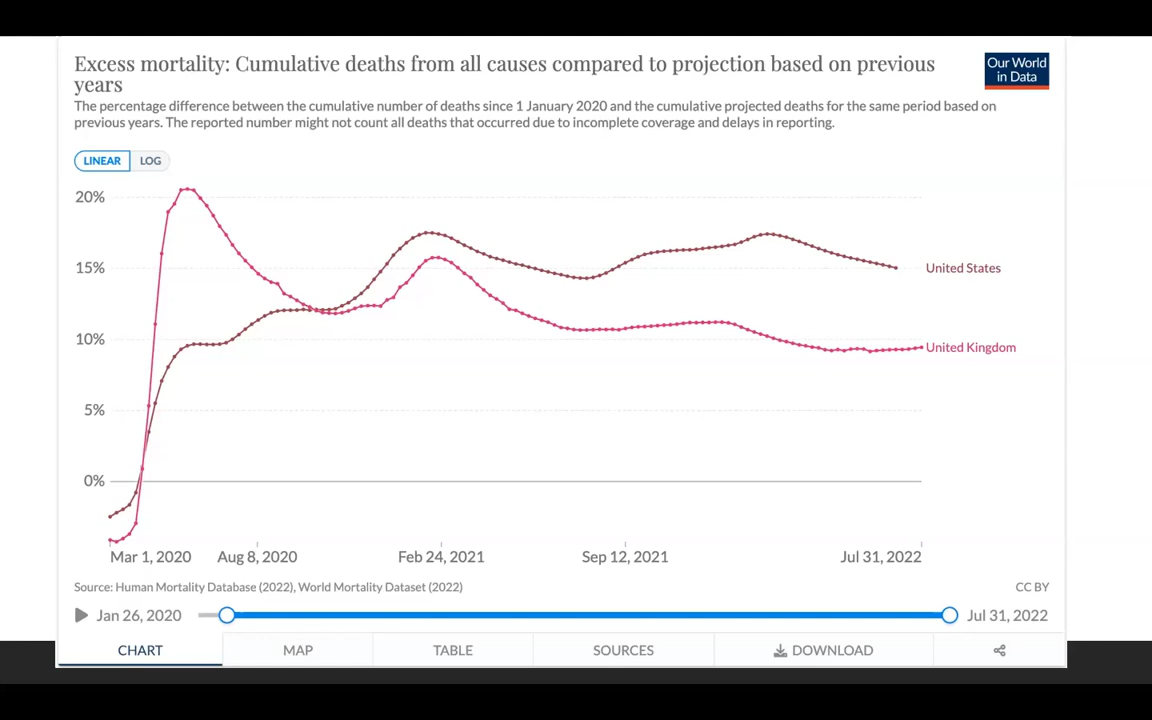 Excess mortality: Cumulative deaths from all causes compared to projection based on previous
years
Our World
in Data
The percentage difference between the cumulative number of deaths since 1 January 2020 and the cumulative projected deaths for the same period based on
previous years. The reported number might not count all deaths that occurred due to incomplete coverage and delays in reporting.
LINEAR LOG
20%
15%
United States
10%
United Kingdom
5%
0%
Mar 1, 2020 Aug 8, 2020 Feb 24, 2021 Sep 12, 2021 Jul 31, 2022
Source: Human Mortality Database (2022), World Mortality Dataset (2022) CC BY
Jan 26, 2020 Jul 31, 2022
CHART MAP TABLE SOURCES DOWNLOAD